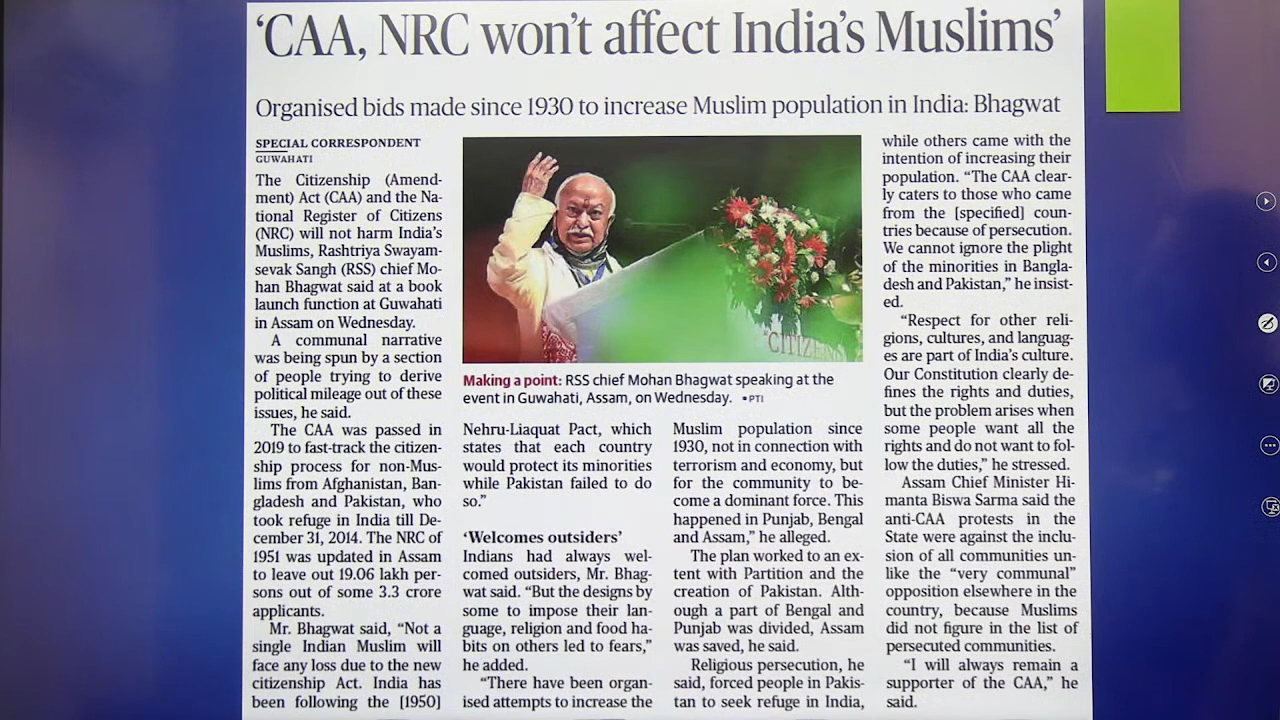 ‘CAA, NRC won’t affect India’s Muslims’
Organised bids made since 1930 to increase Muslim population in India: Bhagwat
SPECIAL CORRESPONDENT
GUWAHATI
The Citizenship (Amend-
ment) Act (CAA) and the Na-
tional Register of Citizens
(NRC) will not harm India’s
Muslims, Rashtriya Swayam-
sevak Sangh (RSS) chief Mo-
han Bhagwat said at a book
launch function at Guwahati
in Assam on Wednesday.
A communal narrative
was being spun by a section
of people trying to derive
political mileage out of these
issues, he said.
The CAA was passed in
2019 to fast-track the citizen-
ship process for non-Mus-
lims from Afghanistan, Ban-
gladesh and Pakistan, who
took refuge in India till De-
cember 31, 2014. The NRC of
1951 was updated in Assam
to leave out 19.06 lakh per-
sons out of some 3.3 crore
applicants.
Mr. Bhagwat said, “Not a
single Indian Muslim will
face any loss due to the new
citizenship Act. India has
been following the [1950]
“CITIZENS
Making a point: RSS chief Mohan Bhagwat speaking at the
event in Guwahati, Assam, on Wednesday. ▪ PTI
Nehru-Liaquat Pact, which
states that each country
would protect its minorities
while Pakistan failed to do
so.”
‘Welcomes outsiders’
Indians had always wel-
comed outsiders, Mr. Bhag-
wat said. “But the designs by
some to impose their lan-
guage, religion and food ha-
bits on others led to fears,”
he added.
“There have been organ-
ised attempts to increase the
Muslim population since
1930, not in connection with
terrorism and economy, but
for the community to be-
come a dominant force. This
happened in Punjab, Bengal
and Assam,” he alleged.
The plan worked to an ex-
tent with Partition and the
creation of Pakistan. Alth-
ough a part of Bengal and
Punjab was divided, Assam
was saved, he said.
Religious persecution, he
said, forced people in Pakis-
tan to seek refuge in India,
while others came with the
intention of increasing their
population. “The CAA clear-
ly caters to those who came
from the [specified] coun-
tries because of persecution.
We cannot ignore the plight
of the minorities in Bangla-
desh and Pakistan,” he insist-
ed.
“Respect for other reli-
gions, cultures, and languag-
es are part of India’s culture.
Our Constitution clearly de-
fines the rights and duties,
but the problem arises when
some people want all the
rights and do not want to fol-
low the duties,” he stressed.
Assam Chief Minister Hi-
manta Biswa Sarma said the
anti-CAA protests in the
State were against the inclu-
sion of all communities un-
like the “very communal”
opposition elsewhere in the
country, because Muslims
did not figure in the list of
persecuted communities.
“I will always remain a
supporter of the CAA,” he
said.